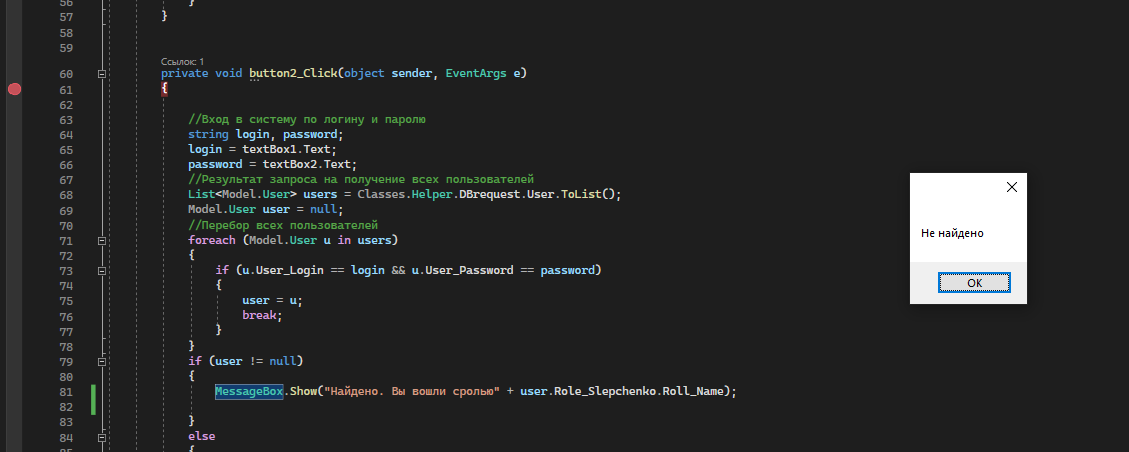 56 }
57 }
58
59
Ссылок: 1
60 private void button2_Click(object sender, EventArgs e)
61 {
62
63 //Вход в систему по логину и паролю
64 string login, password;
65 login = textBox1.Text;
66 password = textBox2.Text;
67 //Результат запроса на получение всех пользователей
68 List<Model.User> users = Classes.Helper.DBrequest.User.ToList();
69 Model.User user = null;
70 //Перебор всех пользователей
71 foreach (Model.User u in users)
72 {
73 if (u.User_Login == login && u.User_Password == password)
74 {
75 user = u;
76 break;
77 }
78 }
79 if (user != null)
80 {
81 MessageBox.Show("Найдено. Вы вошли сролью" + user.Role_Slepchenko.Roll_Name);
82
83 }
84 else
85 {
Не найдено
ОК